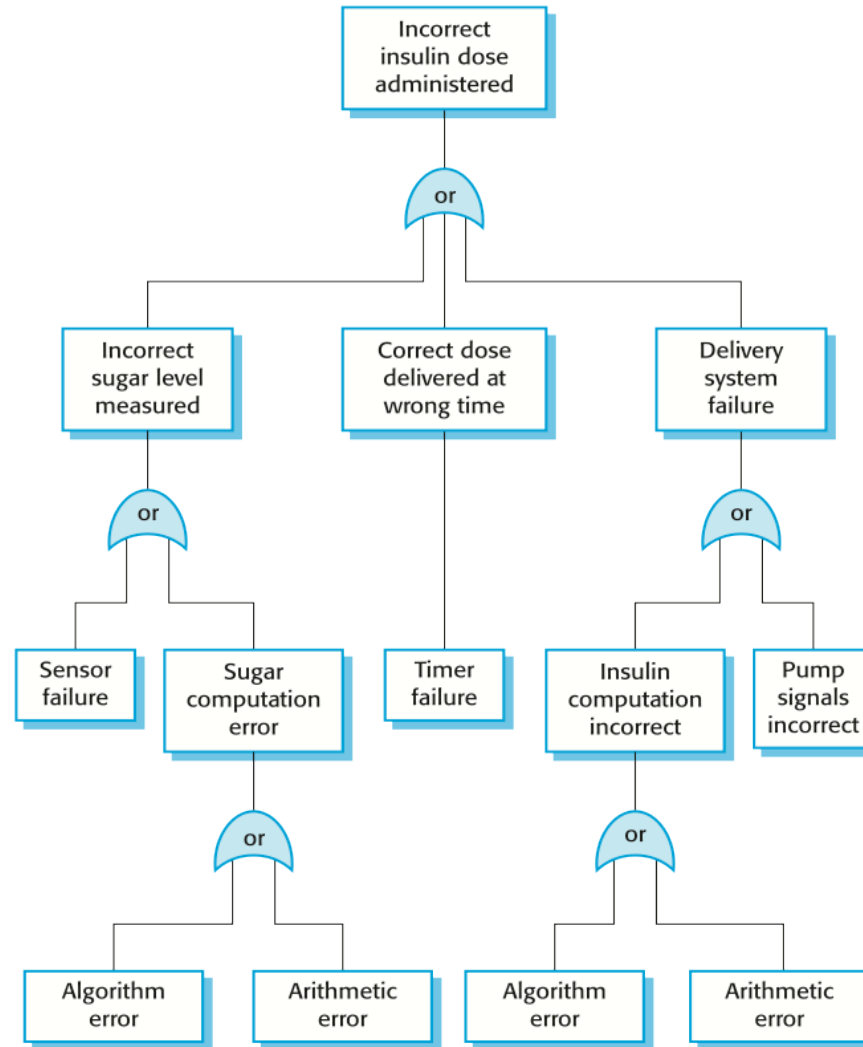 Incorrect
insulin dose
administered
or
Incorrect
sugar level
measured
Correct dose
delivered at
wrong time
Delivery
system
failure
or
or
Sensor
failure
Sugar
computation
error
Timer
failure
Insulin
computation
incorrect
Pump
signals
incorrect
or
or
Algorithm
error
Arithmetic
error
Algorithm
error
Arithmetic
error